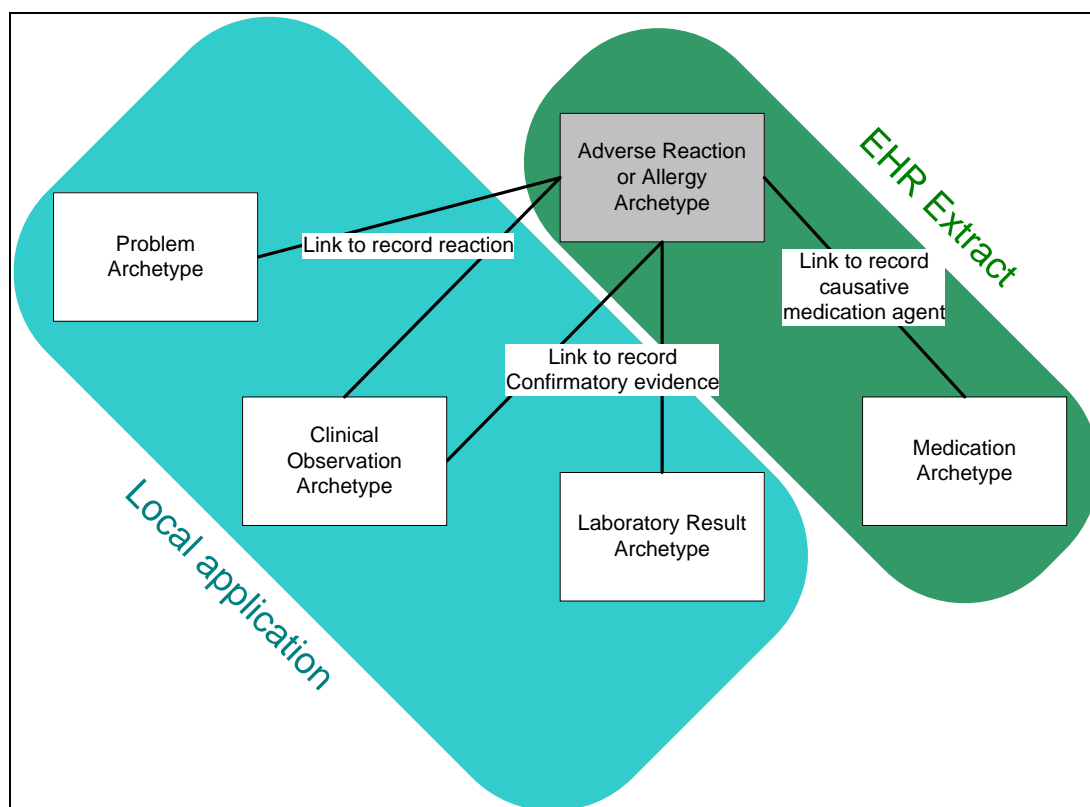 Adverse Reaction
or Allergy
Archetype
EHR Extract
Problem
Archetype
Link to record reaction
Link to record
causative
medication agent
Link to record
Confirmatory evidence
Clinical
Observation
Archetype
Medication
Archetype
Laboratory Result
Archetype
Local application